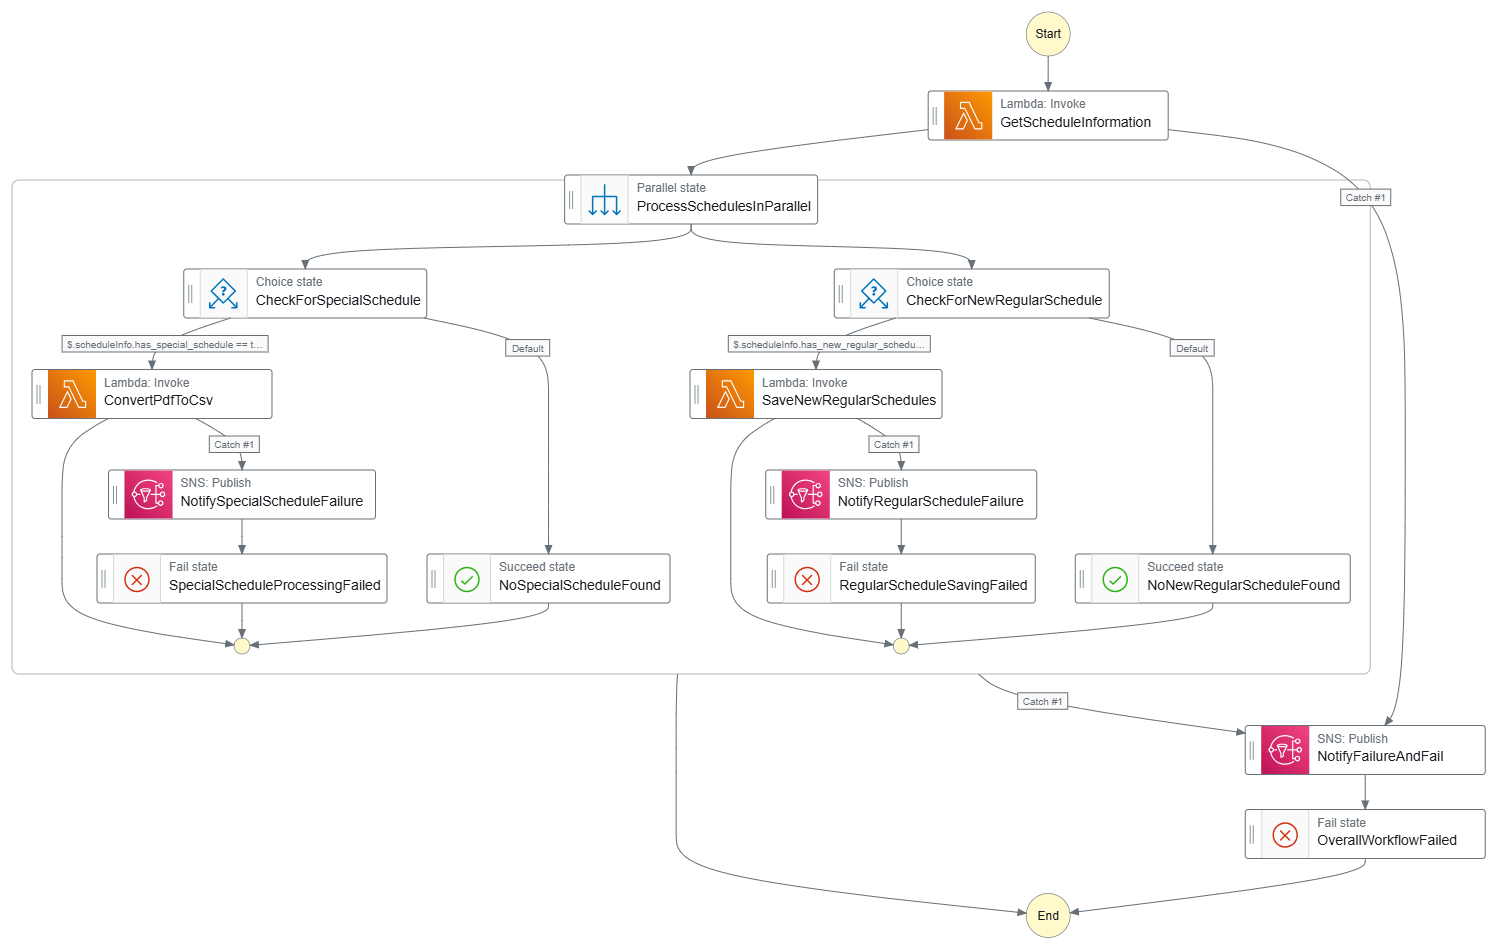 Start
Lambda: Invoke
GetScheduleInformation
Catch #1
Parallel state
ProcessSchedulesInParallel
Choice state
CheckForSpecialSchedule
Choice state
CheckForNewRegularSchedule
$.scheduleInfo.has_special_schedule == t...
Default
$.scheduleInfo.has_new_regular_schedu...
Default
Lambda: Invoke
ConvertPdfToCsv
Lambda: Invoke
SaveNewRegularSchedules
Catch #1
Catch #1
SNS: Publish
NotifySpecialScheduleFailure
SNS: Publish
NotifyRegularScheduleFailure
Fail state
SpecialScheduleProcessingFailed
Succeed state
NoSpecialScheduleFound
Fail state
RegularScheduleSavingFailed
Succeed state
NoNewRegularScheduleFound
Catch #1
SNS: Publish
NotifyFailureAndFail
Fail state
OverallWorkflowFailed
End